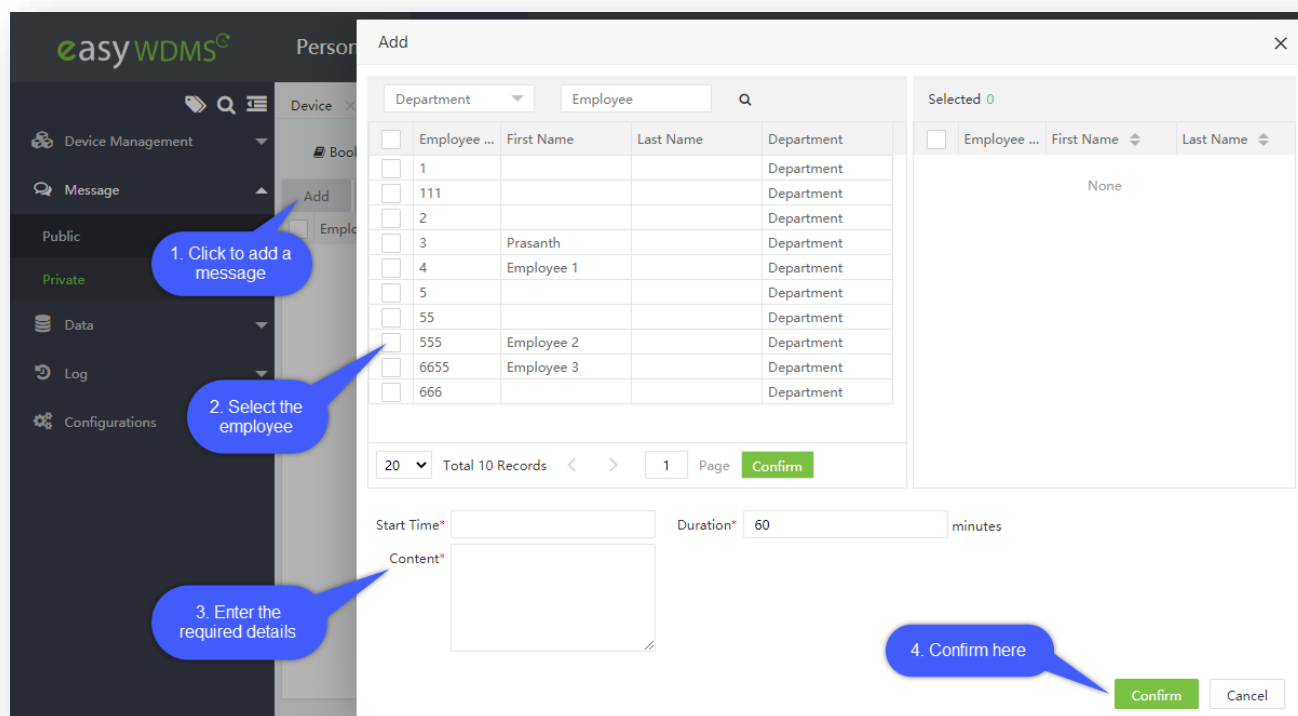 easy WDMS
Person
Add
Device
Device Management
Book
Message
Add
Emplo
Public
1. Click to add a
message
Private
Data
Log
2. Select the
employee
Configurations
3. Enter the
required details
Department Employee
Employee ... First Name Last Name Department
1 Department
111 Department
2 Department
3 Prasanth Department
4 Employee 1 Department
5 Department
55 Department
555 Employee 2 Department
6655 Employee 3 Department
666 Department
20 Total 10 Records 1 Page Confirm
Selected 0
Employee ... First Name Last Name
None
Start Time* Duration* 60 minutes
Content*
4. Confirm here
Confirm Cancel